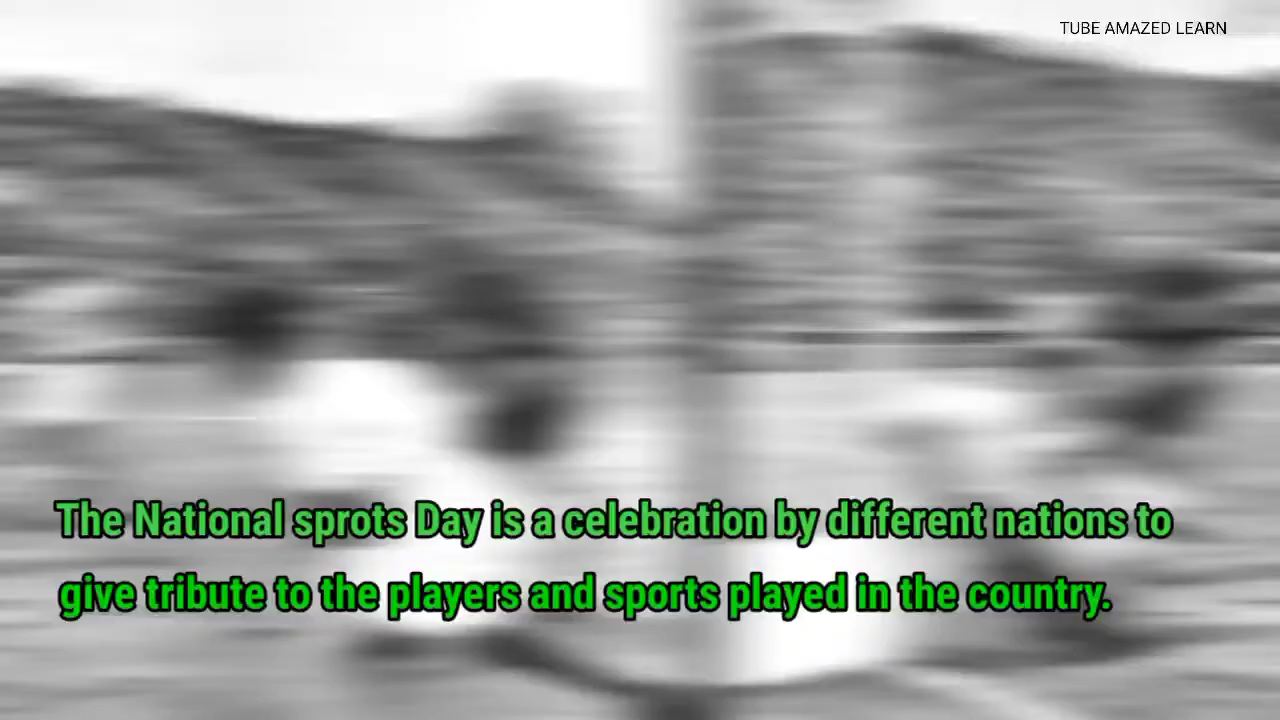 TUBE AMAZED LEARN
The National sprots Day is a celebration by different nations to
give tribute to the players and sports played in the country.